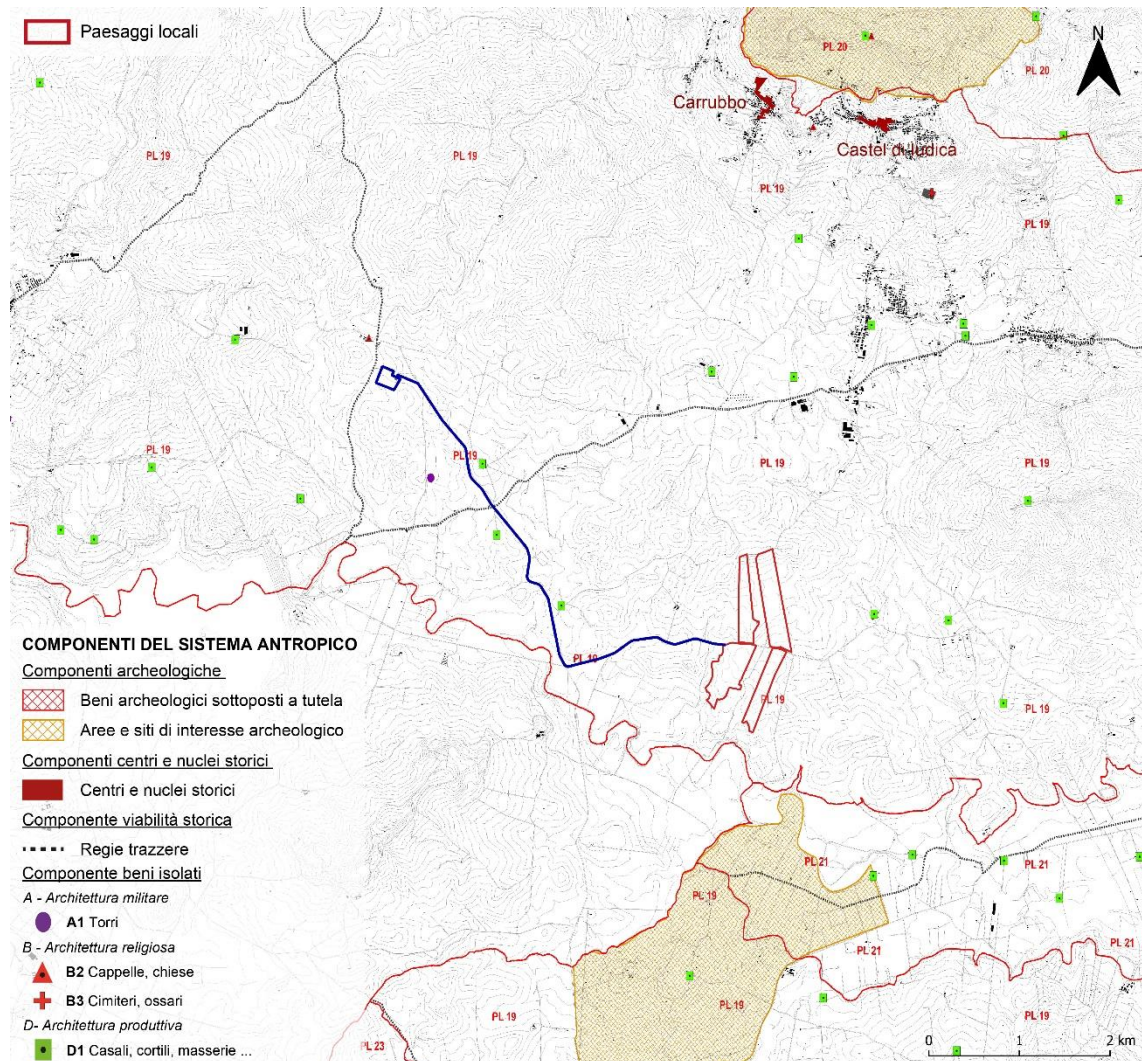 Paesaggi locali
N
PL 20
PL 20
Carrubbo
Castel di Iudica
PL 19
PL 19
PL 19
PL 19
PL 19
PL 19
PL 19
PL 19
PL 19
PL 19
PL 19
PL 21
PL 19
PL 21
PL 21
PL 21
PL 19
PL 19
PL 23
COMPONENTI DEL SISTEMA ANTROPICO
Componenti archeologiche
Beni archeologici sottoposti a tutela
Aree e siti di interesse archeologico
Componenti centri e nuclei storici
Centri e nuclei storici
Componente viabilità storica
Regie trazzere
Componente beni isolati
A - Architettura militare
A1 Torri
B - Architettura religiosa
B2 Cappelle, chiese
B3 Cimiteri, ossari
D- Architettura produttiva
D1 Casali, cortili, masserie ...
0 1 2 km